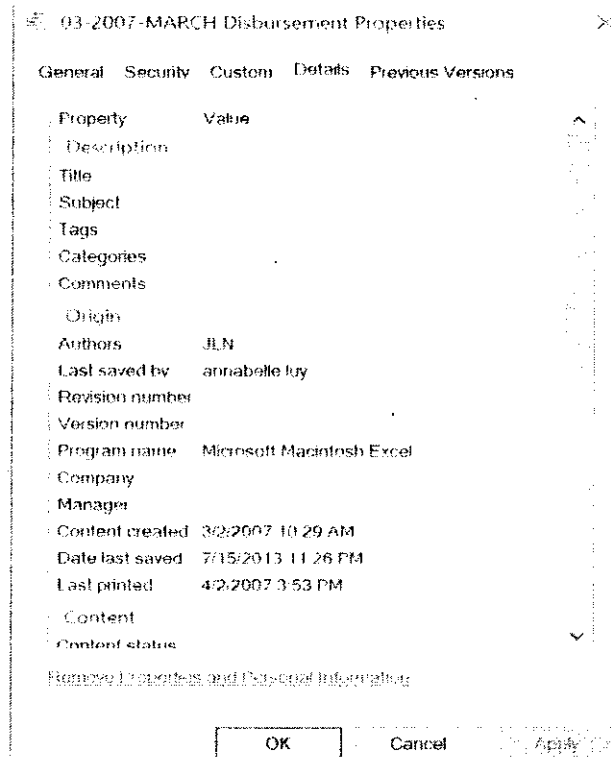 03-2007-MARCH Disbursement Properties
General Security Custom Details Previous Versions
Property Value
Description
Title
Subject
Tags
Categories
Comments
Origin
Authors JLN
Last saved by annabelle luy
Revision number
Version number
Program name Microsoft Macintosh Excel
Company
Manager
Content created 3/2/2007 10:29 AM
Date last saved 7/15/2013 11:26 PM
Last printed 4/2/2007 3:53 PM
Content
Content status
Remove Properties and Personal Information
OK Cancel Apply